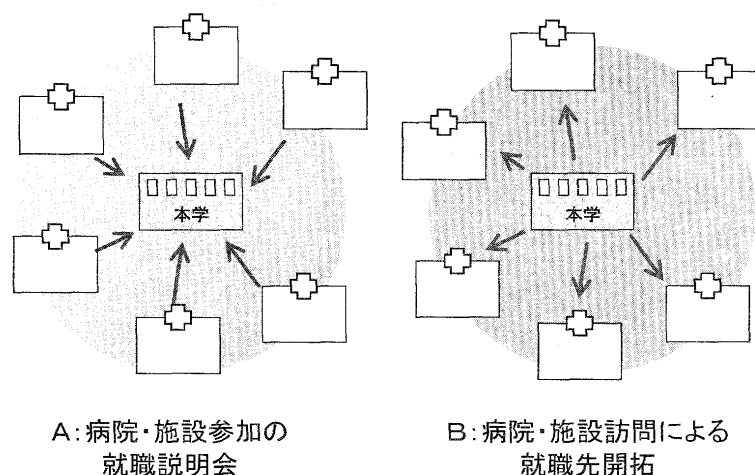 本学
本学
A:病院・施設参加の
就職説明会
B:病院・施設訪問による
就職先開拓